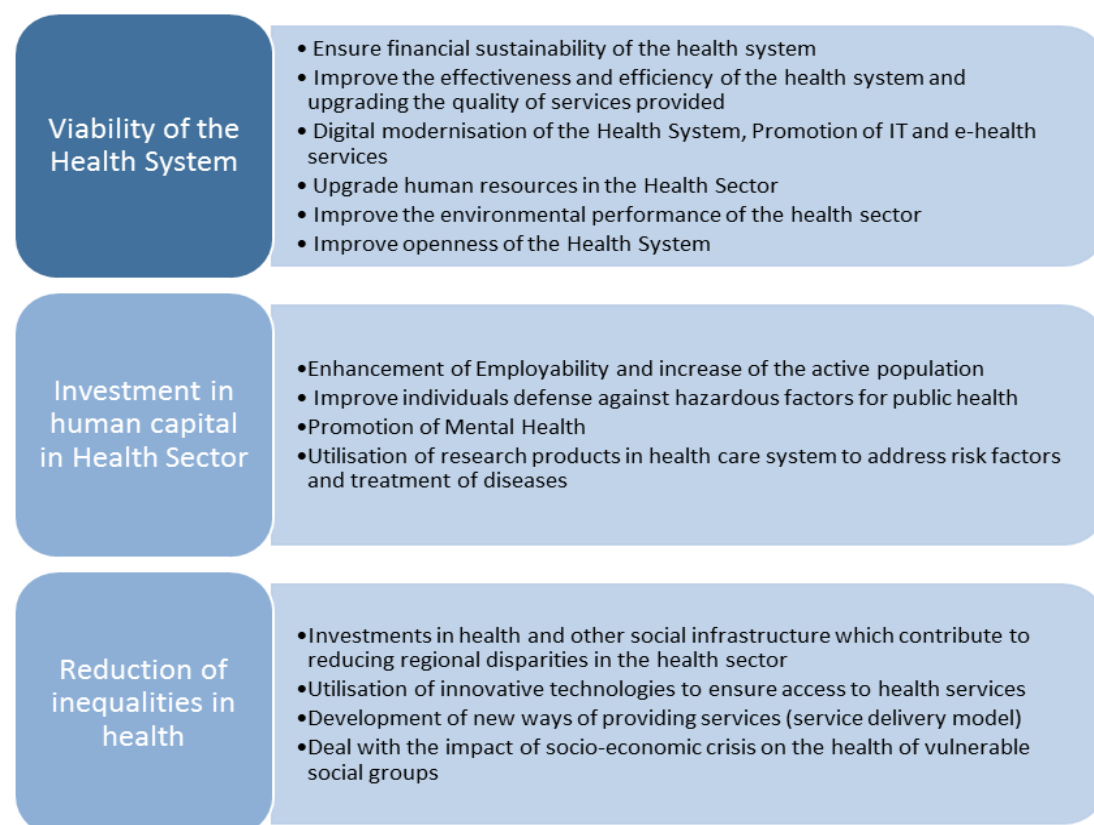 Viability of the
Health System
• Ensure financial sustainability of the health system
• Improve the effectiveness and efficiency of the health system and
upgrading the quality of services provided
• Digital modernisation of the Health System, Promotion of IT and e-health
services
• Upgrade human resources in the Health Sector
• Improve the environmental performance of the health sector
• Improve openness of the Health System
Investment in
human capital
in Health Sector
•Enhancement of Employability and increase of the active population
• Improve individuals defense against hazardous factors for public health
•Promotion of Mental Health
•Utilisation of research products in health care system to address risk factors
and treatment of diseases
Reduction of
inequalities in
health
•Investments in health and other social infrastructure which contribute to
reducing regional disparities in the health sector
•Utilisation of innovative technologies to ensure access to health services
•Development of new ways of providing services (service delivery model)
•Deal with the impact of socio-economic crisis on the health of vulnerable
social groups